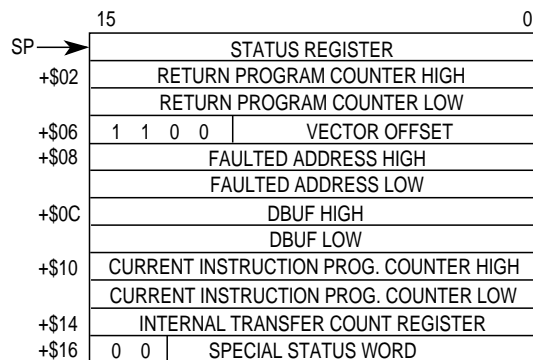 15 0
SP STATUS REGISTER
+$02 RETURN PROGRAM COUNTER HIGH
RETURN PROGRAM COUNTER LOW
+$06 1 1 0 0 VECTOR OFFSET
+$08 FAULTED ADDRESS HIGH
FAULTED ADDRESS LOW
+$0C DBUF HIGH
DBUF LOW
+$10 CURRENT INSTRUCTION PROG. COUNTER HIGH
CURRENT INSTRUCTION PROG. COUNTER LOW
+$14 INTERNAL TRANSFER COUNT REGISTER
+$16 0 0 SPECIAL STATUS WORD